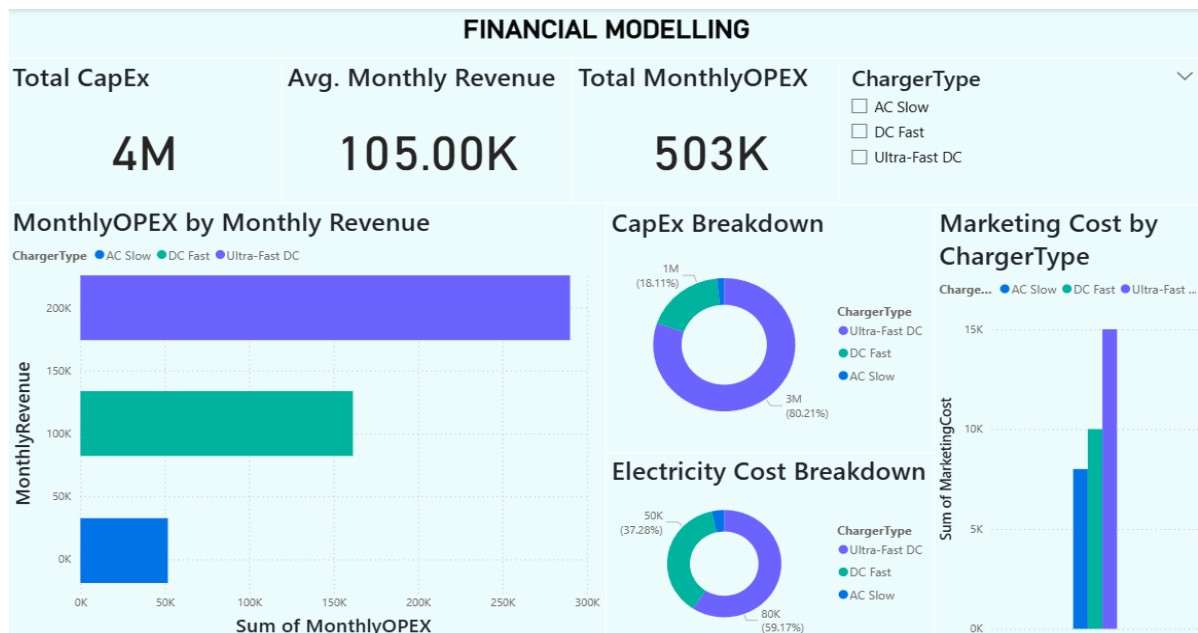 FINANCIAL MODELLING
Total CapEx
4M
Avg. Monthly Revenue
105.00K
Total MonthlyOPEX
503K
ChargerType
AC Slow
DC Fast
Ultra-Fast DC
MonthlyOPEX by Monthly Revenue
ChargerType AC Slow DC Fast Ultra-Fast DC
MonthlyRevenue
200K
150K
100K
50K
0K
0K 50K 100K 150K 200K 250K 300K
Sum of MonthlyOPEX
CapEx Breakdown
1M
(18.11%)
3M
(80.21%)
ChargerType
Ultra-Fast DC
DC Fast
AC Slow
Electricity Cost Breakdown
50K
(37.28%)
80K
(59.17%)
ChargerType
Ultra-Fast DC
DC Fast
AC Slow
Marketing Cost by
ChargerType
Charge... AC Slow DC Fast Ultra-Fast ...
Sum of MarketingCost
15K
10K
5K
0K